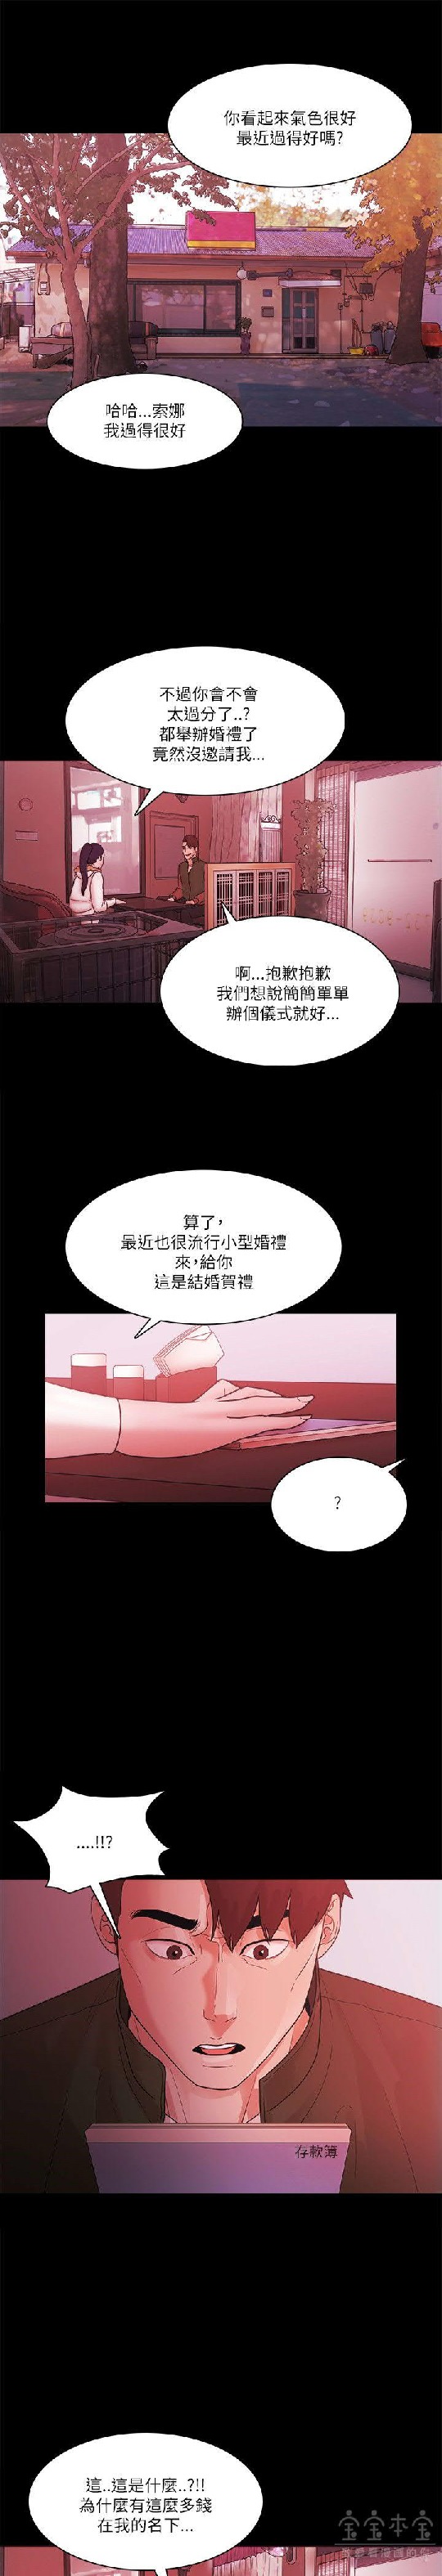 你看起來氣色很好
最近過得好嗎?
哈哈...索娜
我過得很好
不過你會不會
太過分了..?
都舉辦婚禮了
竟然沒邀請我...
啊...抱歉抱歉
我們想說簡簡單單
辦個儀式就好...
算了,
最近也很流行小型婚禮
來,給你
這是結婚賀禮
?
....!!?
存款簿
這..這是什麼..?!!
為什麼有這麼多錢
在我的名下...
宝宝本宝